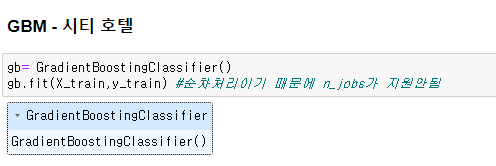 GBM - 시티 호텔
gb= GradientBoostingClassifier()
gb.fit(X_train,y_train) #순차처리이기 때문에 n_jobs가 지원안됨
GradientBoostingClassifier
GradientBoostingClassifier()